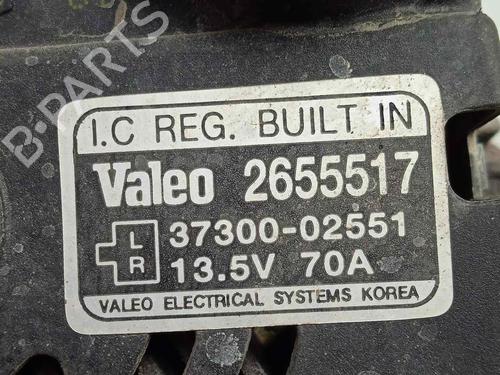 I.C REG. BUILT IN
Valeo 2655517
L 37300-02551
R 13.5V 70A
VALEO ELECTRICAL SYSTEMS KOREA
B-PARTS